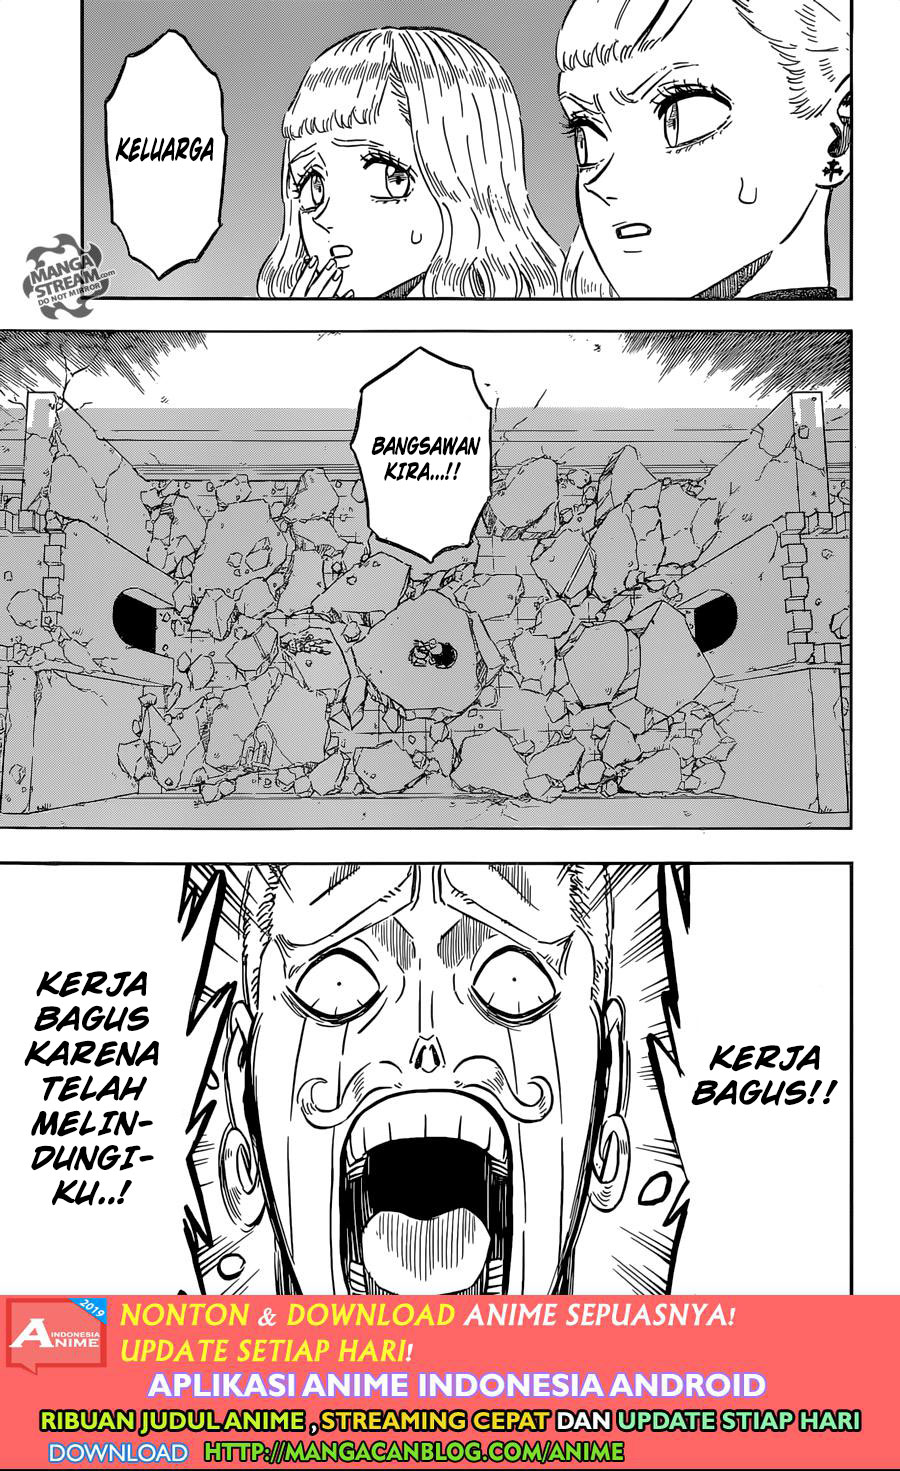 KELUARGA
MANGA
STREAM.com
DO NOT MIRROR
BANGSAWAN
KIRA...!!
KERJA
BAGUS!!
KERJA
BAGUS
KARENA
TELAH
MELIN-
DUNGI-
KU..!
2019
INDONESIA
ANIME
NONTON & DOWNLOAD ANIME SEPUASNYA!
UPDATE SETIAP HARI!
APLIKASI ANIME INDONESIA ANDROID
RIBUAN JUDUL ANIME , STREAMING CEPAT DAN UPDATE STIAP HARI
DOWNLOAD HTTP://MANGACANBLOG.COM/ANIME